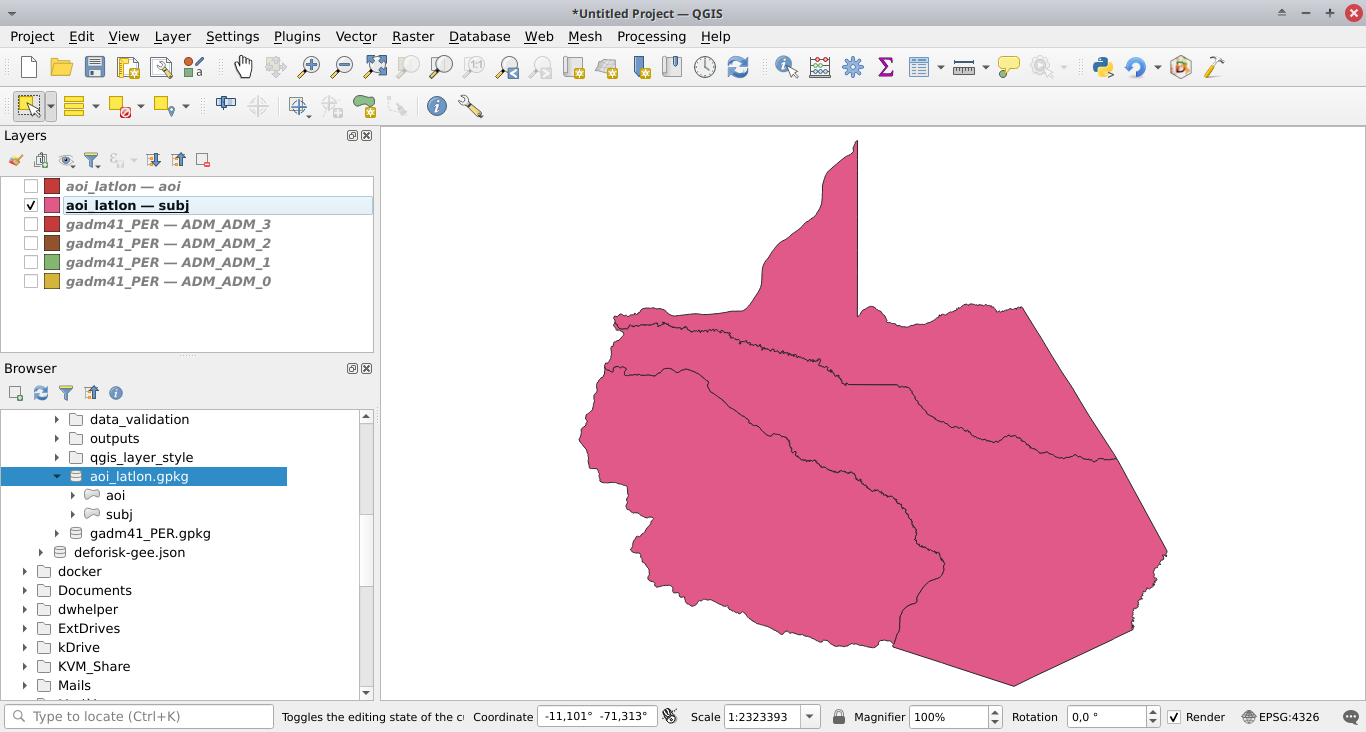 *Untitled Project — QGIS
Project Edit View Layer Settings Plugins Vector Raster Database Web Mesh Processing Help
Layers
aoi_latlon — aoi
aoi_latlon — subj
gadm41_PER — ADM_ADM_3
gadm41_PER — ADM_ADM_2
gadm41_PER — ADM_ADM_1
gadm41_PER — ADM_ADM_0
Browser
data_validation
outputs
qgis_layer_style
aoi_latlon.gpkg
aoi
subj
gadm41_PER.gpkg
deforisk-gee.json
docker
Documents
dwhelper
ExtDrives
kDrive
KVM_Share
Mails
Type to locate (Ctrl+K) Toggles the editing state of the c Coordinate -11,101° -71,313° Scale 1:2323393 Magnifier 100% Rotation 0,0 ° Render EPSG:4326